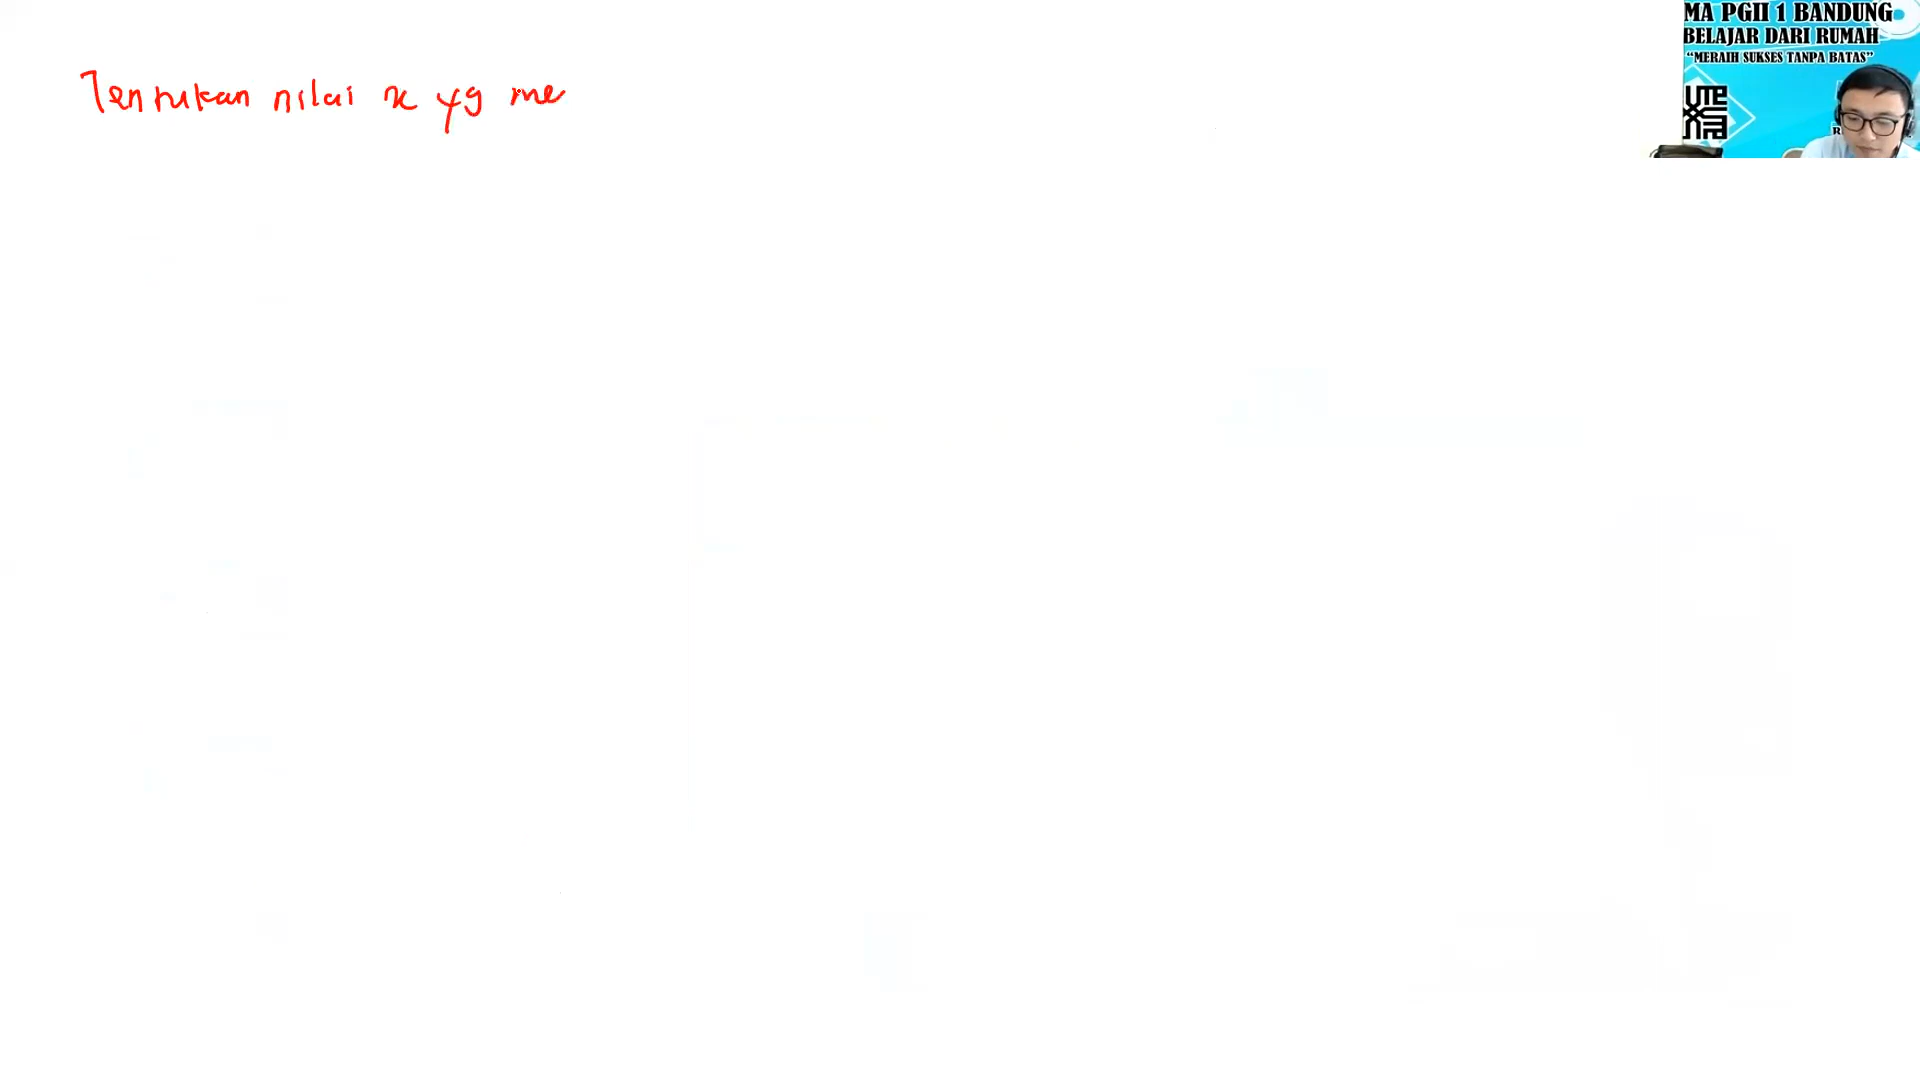 Tentukan nilai x yg me
MA PGII 1 BANDUNG
BELAJAR DARI RUMAH
"MERAIH SUKSES TANPA BATAS"